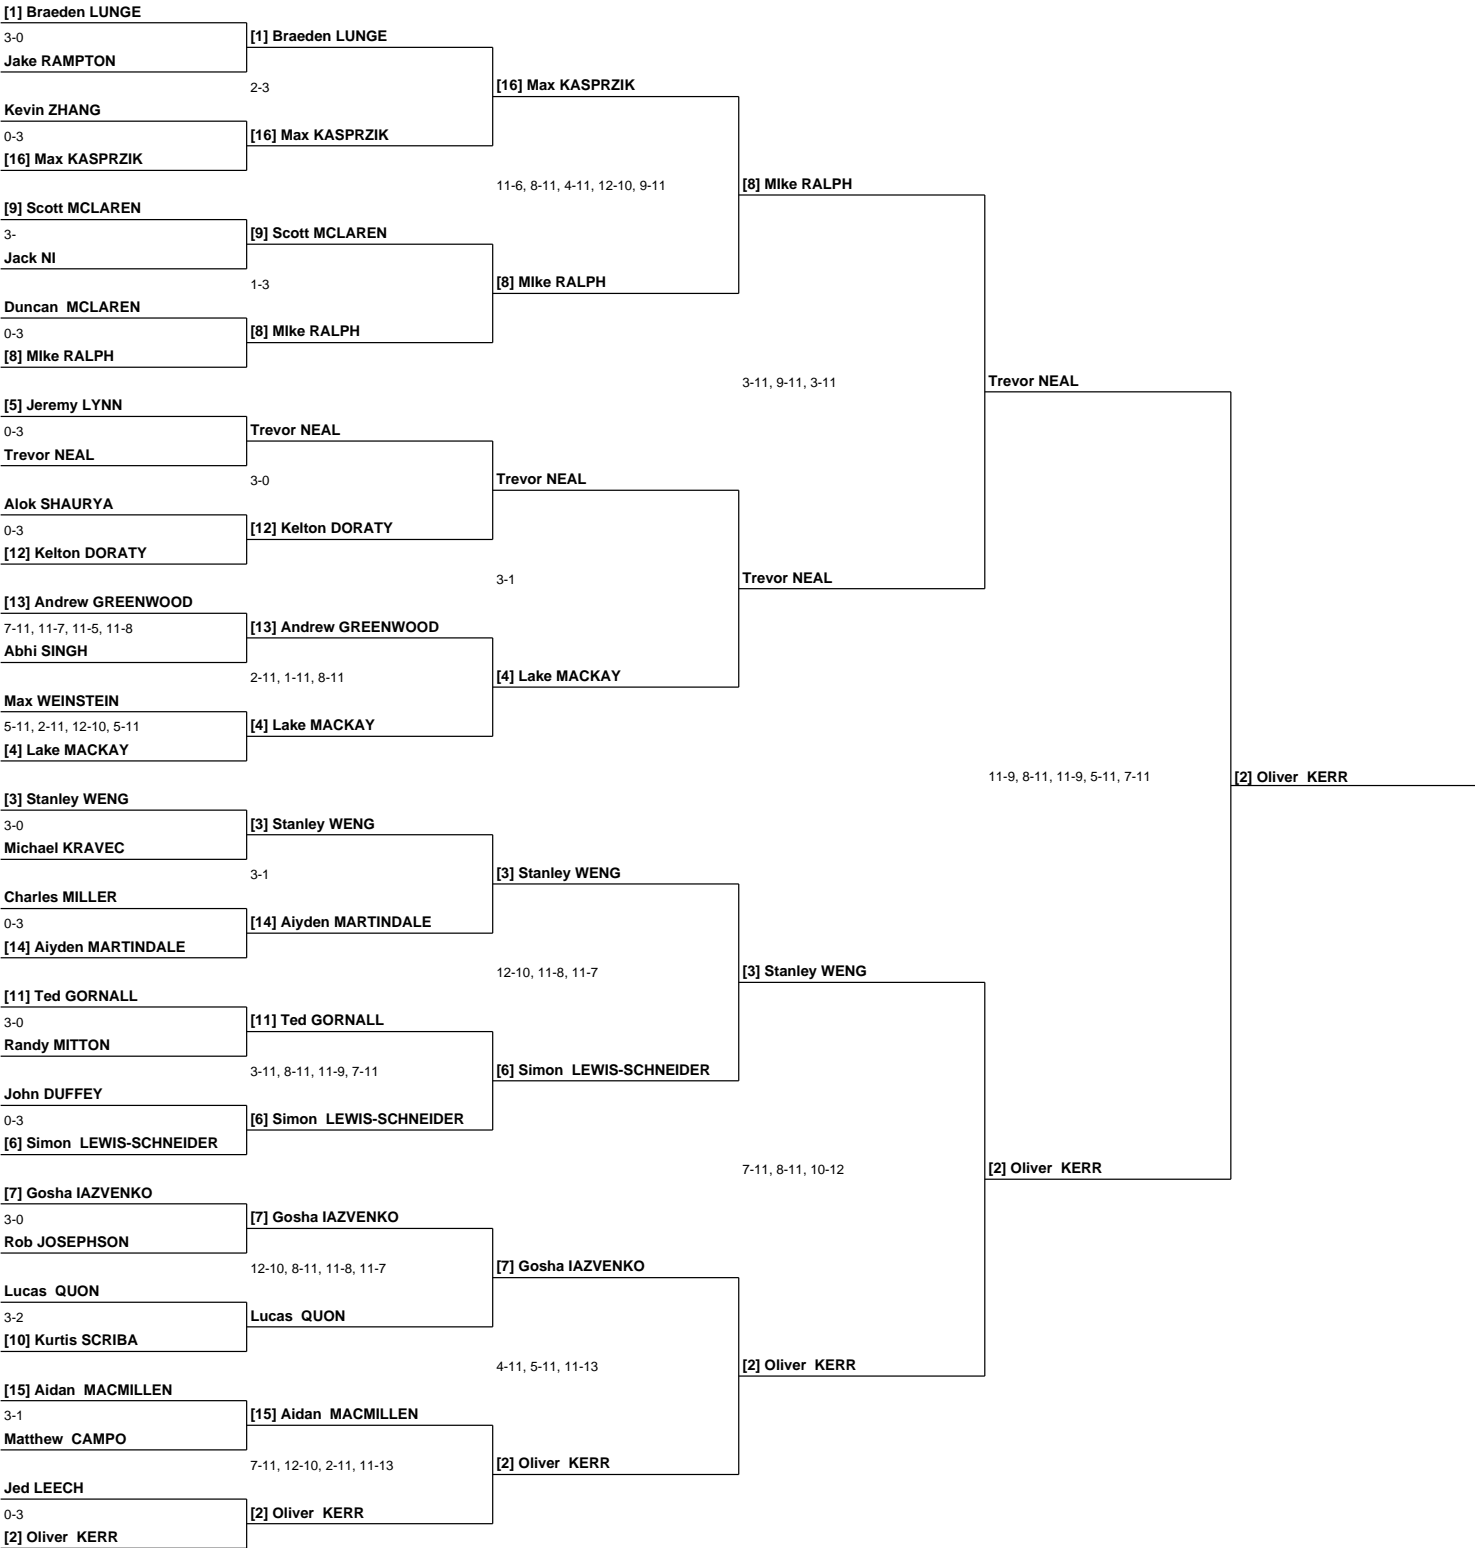 [1] Braeden LUNGE
3-0
Jake RAMPTON
Kevin ZHANG
0-3
[16] Max KASPRZIK
[9] Scott MCLAREN
3-
Jack NI
Duncan  MCLAREN
0-3
[8] MIke RALPH
[5] Jeremy LYNN
0-3
Trevor NEAL
Alok SHAURYA
0-3
[12] Kelton DORATY
[13] Andrew GREENWOOD
7-11, 11-7, 11-5, 11-8
Abhi SINGH
Max WEINSTEIN
5-11, 2-11, 12-10, 5-11
[4] Lake MACKAY
[3] Stanley WENG
3-0
Michael KRAVEC
Charles MILLER
0-3
[14] Aiyden MARTINDALE
[11] Ted GORNALL
3-0
Randy MITTON
John DUFFEY
0-3
[6] Simon  LEWIS-SCHNEIDER
[7] Gosha IAZVENKO
3-0
Rob JOSEPHSON
Lucas  QUON
3-2
[10] Kurtis SCRIBA
[15] Aidan  MACMILLEN
3-1
Matthew  CAMPO
Jed LEECH
0-3
[2] Oliver  KERR
[1] Braeden LUNGE
2-3
[16] Max KASPRZIK
[9] Scott MCLAREN
1-3
[8] MIke RALPH
Trevor NEAL
3-0
[12] Kelton DORATY
[13] Andrew GREENWOOD
2-11, 1-11, 8-11
[4] Lake MACKAY
[3] Stanley WENG
3-1
[14] Aiyden MARTINDALE
[11] Ted GORNALL
3-11, 8-11, 11-9, 7-11
[6] Simon  LEWIS-SCHNEIDER
[7] Gosha IAZVENKO
12-10, 8-11, 11-8, 11-7
Lucas  QUON
[15] Aidan  MACMILLEN
7-11, 12-10, 2-11, 11-13
[2] Oliver  KERR
[16] Max KASPRZIK
11-6, 8-11, 4-11, 12-10, 9-11
[8] MIke RALPH
Trevor NEAL
3-1
[4] Lake MACKAY
[3] Stanley WENG
12-10, 11-8, 11-7
[6] Simon  LEWIS-SCHNEIDER
[7] Gosha IAZVENKO
4-11, 5-11, 11-13
[2] Oliver  KERR
[8] MIke RALPH
3-11, 9-11, 3-11
Trevor NEAL
[3] Stanley WENG
7-11, 8-11, 10-12
[2] Oliver  KERR
Trevor NEAL
11-9, 8-11, 11-9, 5-11, 7-11
[2] Oliver  KERR
[2] Oliver  KERR